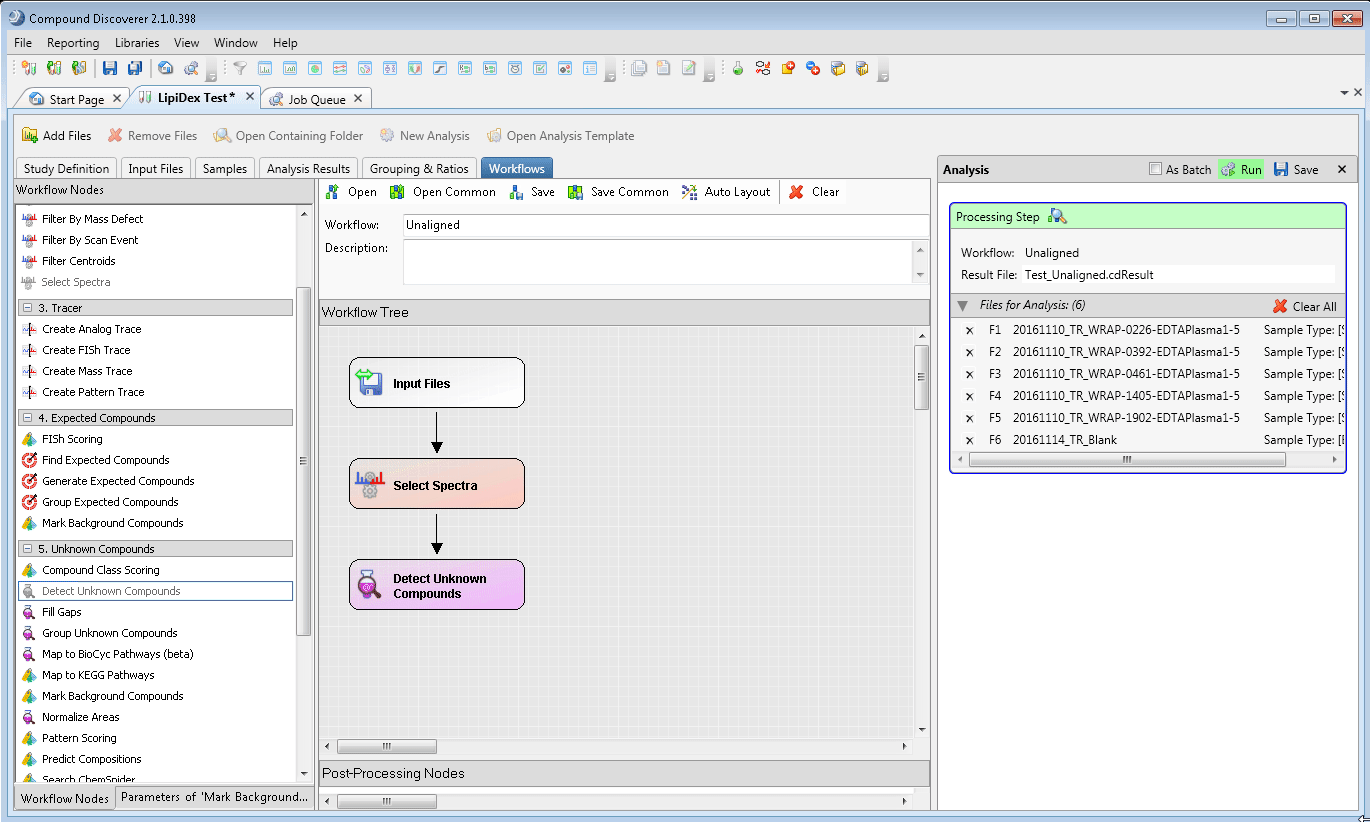 Compound Discoverer 2.1.0.398
File Reporting Libraries View Window Help
Start Page LipiDex Test* Job Queue
Add Files Remove Files Open Containing Folder New Analysis Open Analysis Template
Study Definition Input Files Samples Analysis Results Grouping & Ratios Workflows
Workflow Nodes
Filter By Mass Defect
Filter By Scan Event
Filter Centroids
Select Spectra
3. Tracer
Create Analog Trace
Create FISh Trace
Create Mass Trace
Create Pattern Trace
4. Expected Compounds
FISh Scoring
Find Expected Compounds
Generate Expected Compounds
Group Expected Compounds
Mark Background Compounds
5. Unknown Compounds
Compound Class Scoring
Detect Unknown Compounds
Fill Gaps
Group Unknown Compounds
Map to BioCyc Pathways (beta)
Map to KEGG Pathways
Mark Background Compounds
Normalize Areas
Pattern Scoring
Predict Compositions
Search ChemSpider
Workflow Nodes Parameters of 'Mark Background...
Open Open Common Save Save Common Auto Layout Clear
Workflow: Unaligned
Description:
Workflow Tree
Input Files
Select Spectra
Detect Unknown
Compounds
Post-Processing Nodes
Analysis As Batch Run Save
Processing Step
Workflow: Unaligned
Result File: Test_Unaligned.cdResult
Files for Analysis: (6) Clear All
F1 20161110_TR_WRAP-0226-EDTAPlasma1-5 Sample Type: [S
F2 20161110_TR_WRAP-0392-EDTAPlasma1-5 Sample Type: [S
F3 20161110_TR_WRAP-0461-EDTAPlasma1-5 Sample Type: [S
F4 20161110_TR_WRAP-1405-EDTAPlasma1-5 Sample Type: [S
F5 20161110_TR_WRAP-1902-EDTAPlasma1-5 Sample Type: [S
F6 20161114_TR_Blank Sample Type: [B